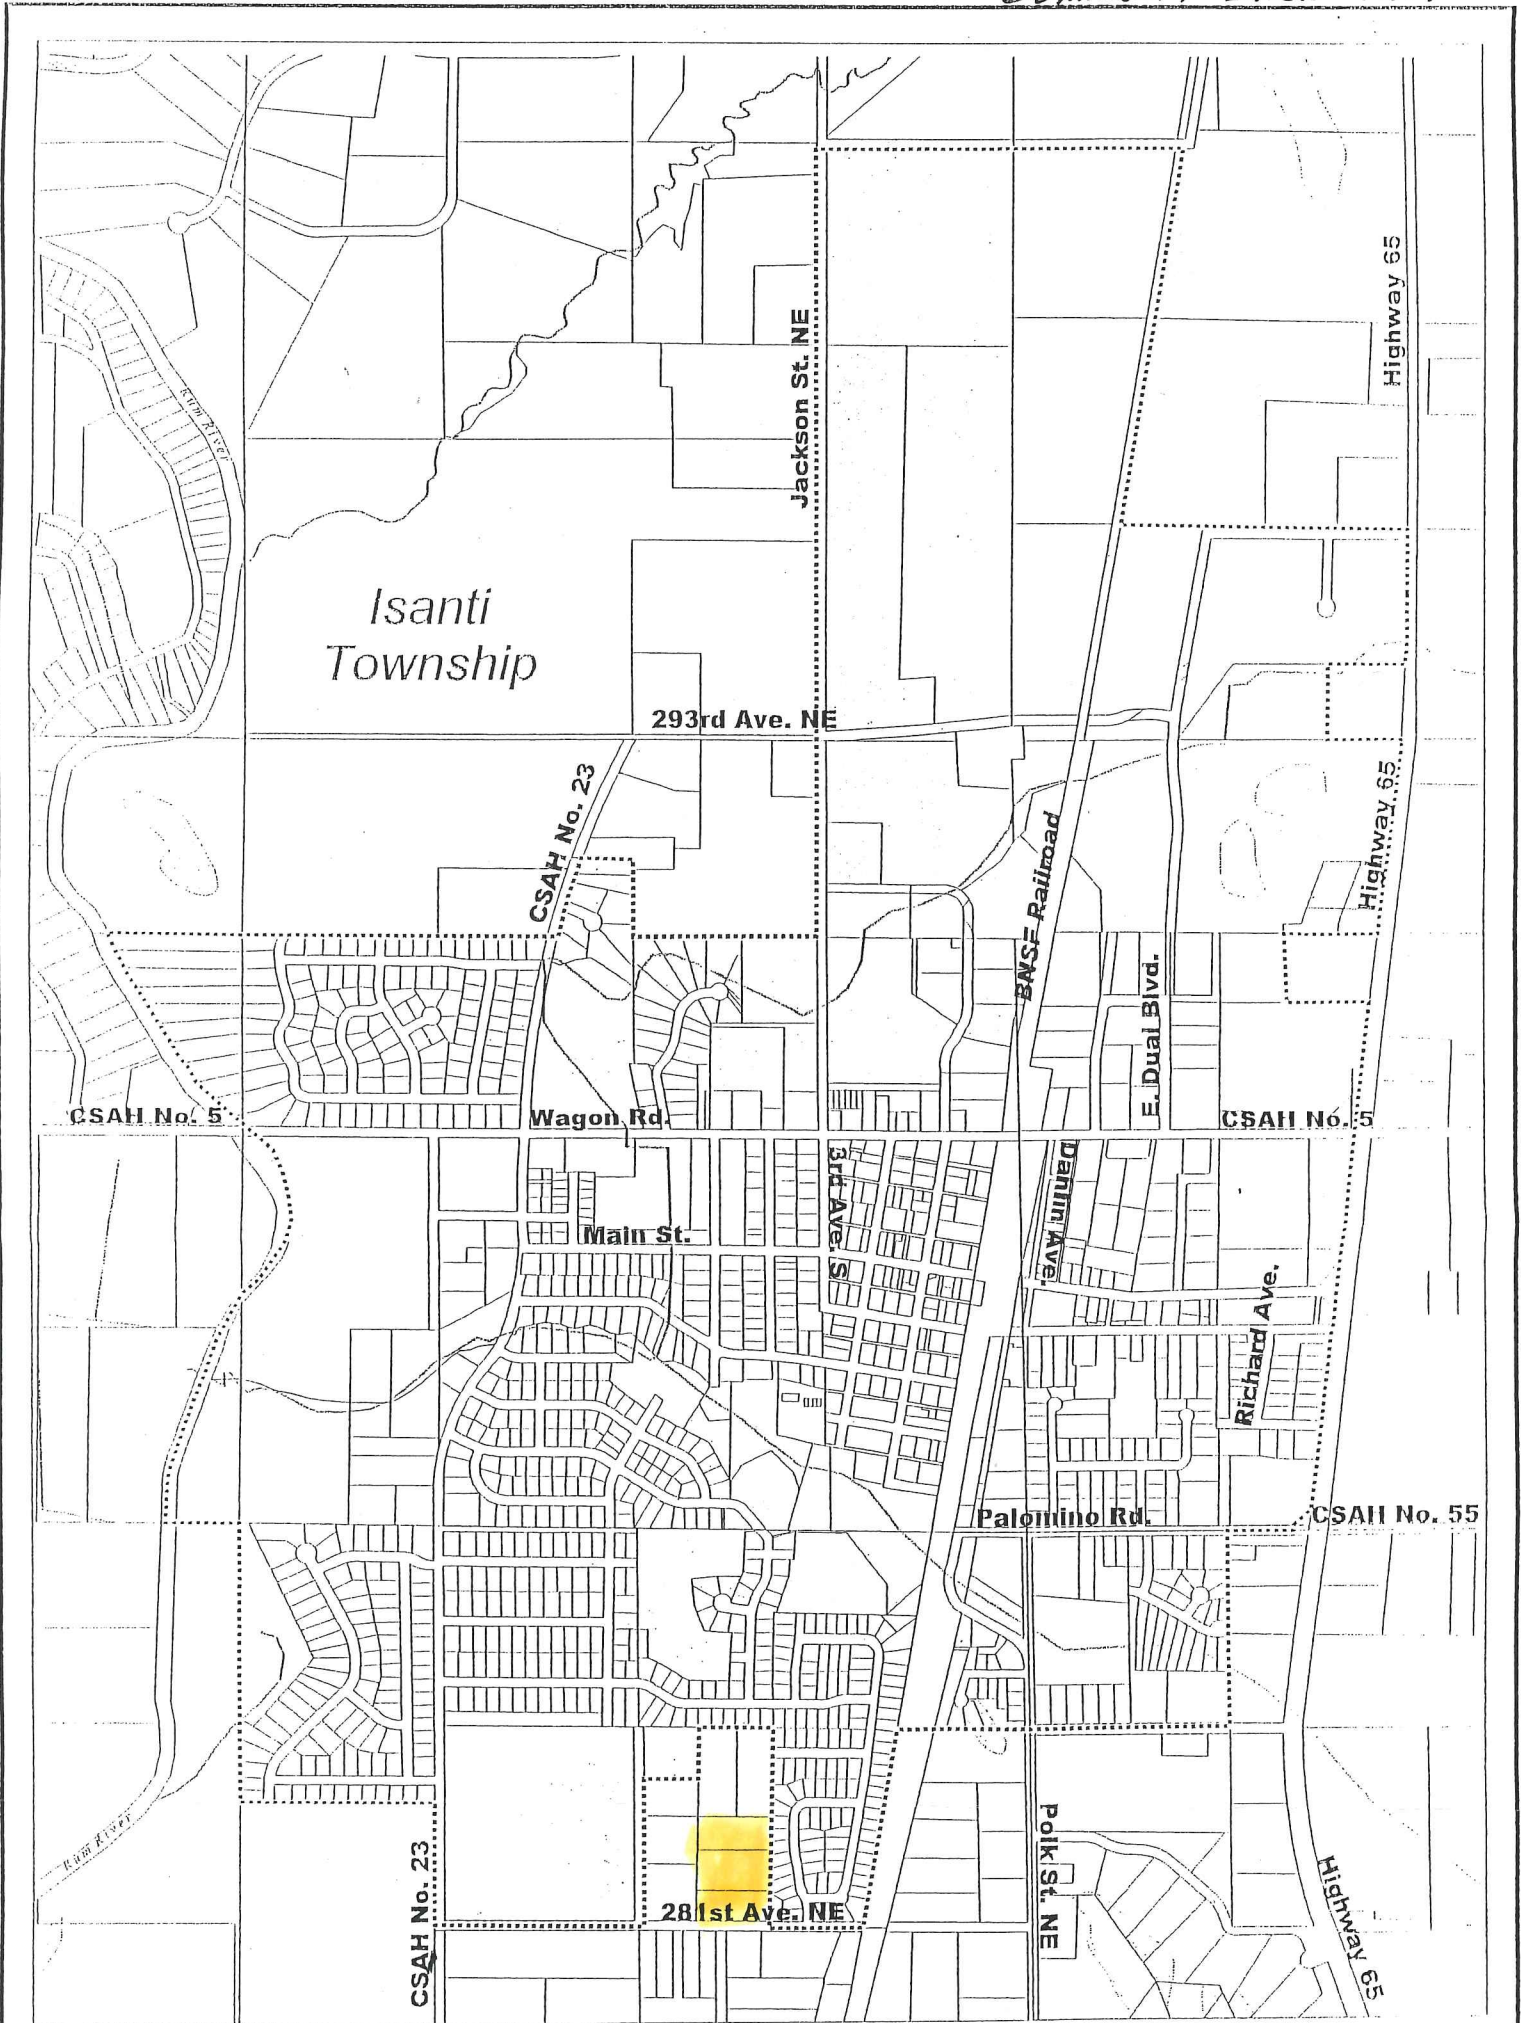 Highway 65
Jackson St. NE
Rum River
Isanti
Township
293rd Ave. NE
CSAH No. 23
Highway 65
BNSF Railroad
E. Dual Blvd.
CSAH No. 5
Wagon Rd.
CSAH No. 5
3rd Ave. S
Danlin Ave.
Main St.
Richard Ave.
Palomino Rd.
CSAH No. 55
Rum River
CSAH No. 23
281st Ave. NE
Polk St. NE
Highway 65